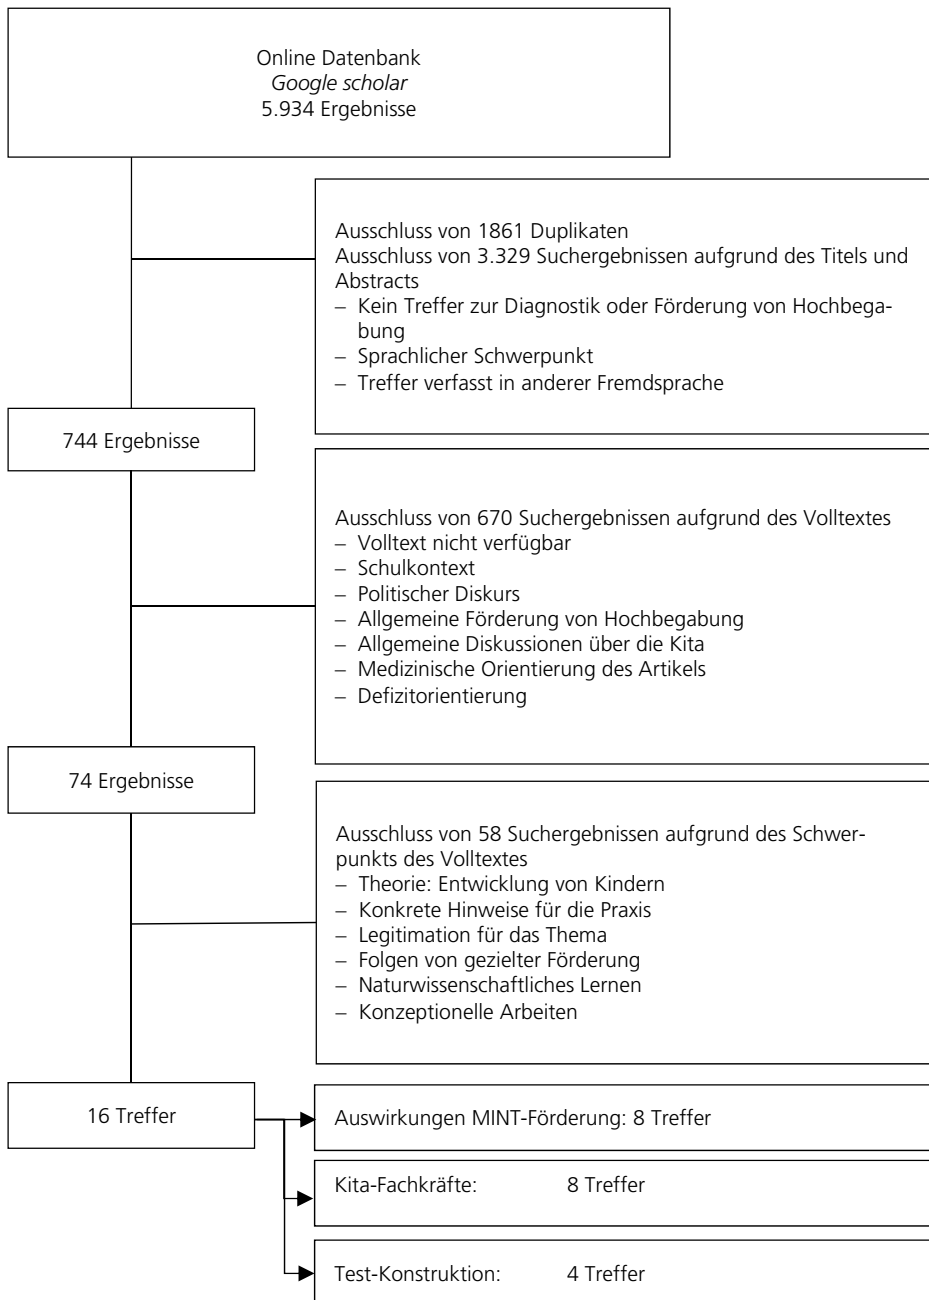 Online Datenbank
Google scholar
5.934 Ergebnisse
Ausschluss von 1861 Duplikaten
Ausschluss von 3.329 Suchergebnissen aufgrund des Titels und
Abstracts
– Kein Treffer zur Diagnostik oder Förderung von Hochbega-
bung
– Sprachlicher Schwerpunkt
– Treffer verfasst in anderer Fremdsprache
744 Ergebnisse
Ausschluss von 670 Suchergebnissen aufgrund des Volltextes
– Volltext nicht verfügbar
– Schulkontext
– Politischer Diskurs
– Allgemeine Förderung von Hochbegabung
– Allgemeine Diskussionen über die Kita
– Medizinische Orientierung des Artikels
– Defizitorientierung
74 Ergebnisse
Ausschluss von 58 Suchergebnissen aufgrund des Schwer-
punkts des Volltextes
– Theorie: Entwicklung von Kindern
– Konkrete Hinweise für die Praxis
– Legitimation für das Thema
– Folgen von gezielter Förderung
– Naturwissenschaftliches Lernen
– Konzeptionelle Arbeiten
16 Treffer
Auswirkungen MINT-Förderung: 8 Treffer
Kita-Fachkräfte: 8 Treffer
Test-Konstruktion: 4 Treffer